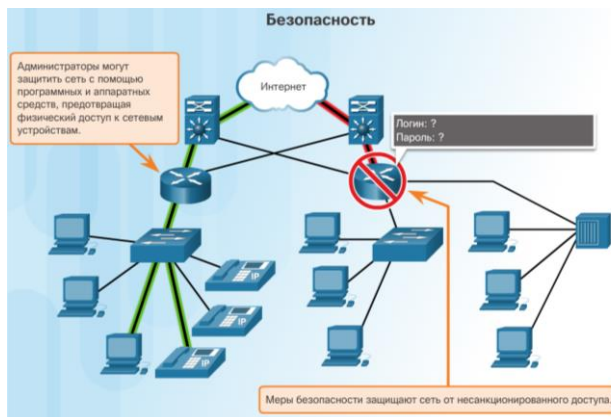 Безопасность
Администраторы могут
защитить сеть с помощью
программных и аппаратных
средств, предотвращая
физический доступ к сетевым
устройствам.
Интернет
Логин: ?
Пароль: ?
IP
IP
IP
Меры безопасности защищают сеть от несанкционированного доступа.